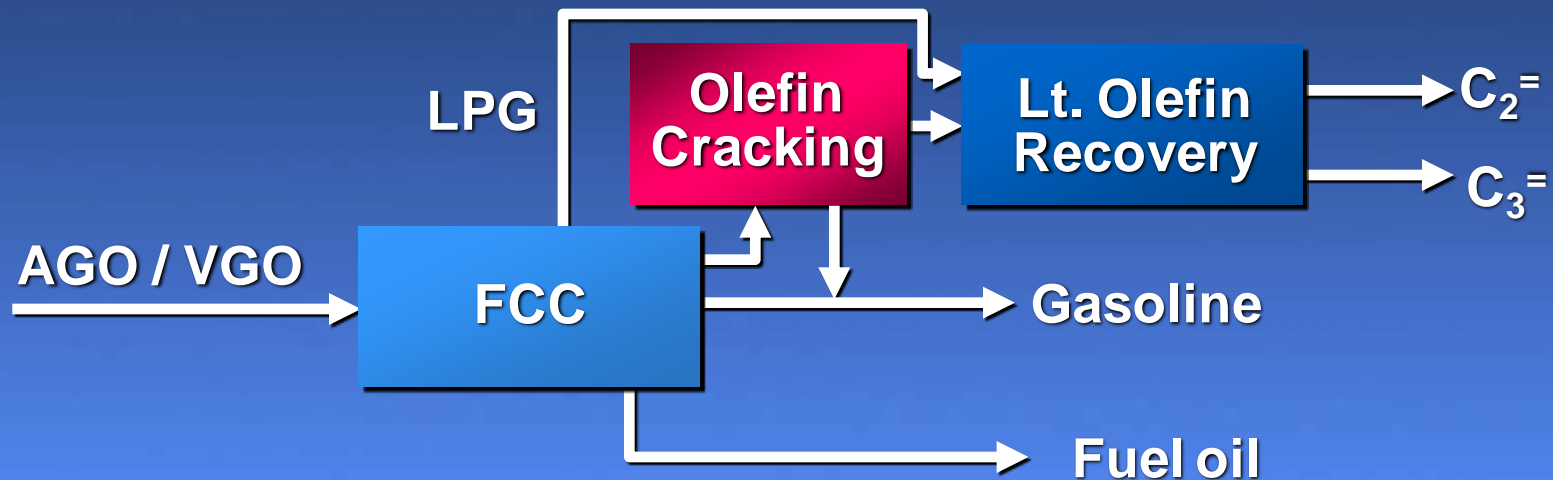 LPG
Olefin
Cracking
Lt. Olefin
Recovery
C₂⁼
C₃⁼
AGO / VGO
FCC
Gasoline
Fuel oil